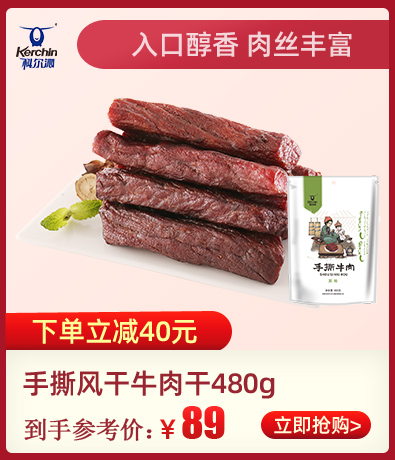 Kerchin
科尔沁
入口醇香 肉丝丰富
手撕牛肉
下单立减40元
手撕风干牛肉干480g
到手参考价：￥89
立即抢购>